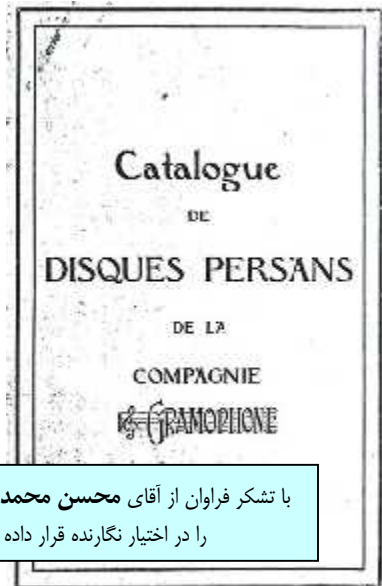 Catalogue
DE
DISQUES PERSANS
DE LA
COMPAGNIE
GRAMOPHONE
با تشکر فراوان از آقای محسن محمد
را در اختیار نگارنده قرار داده